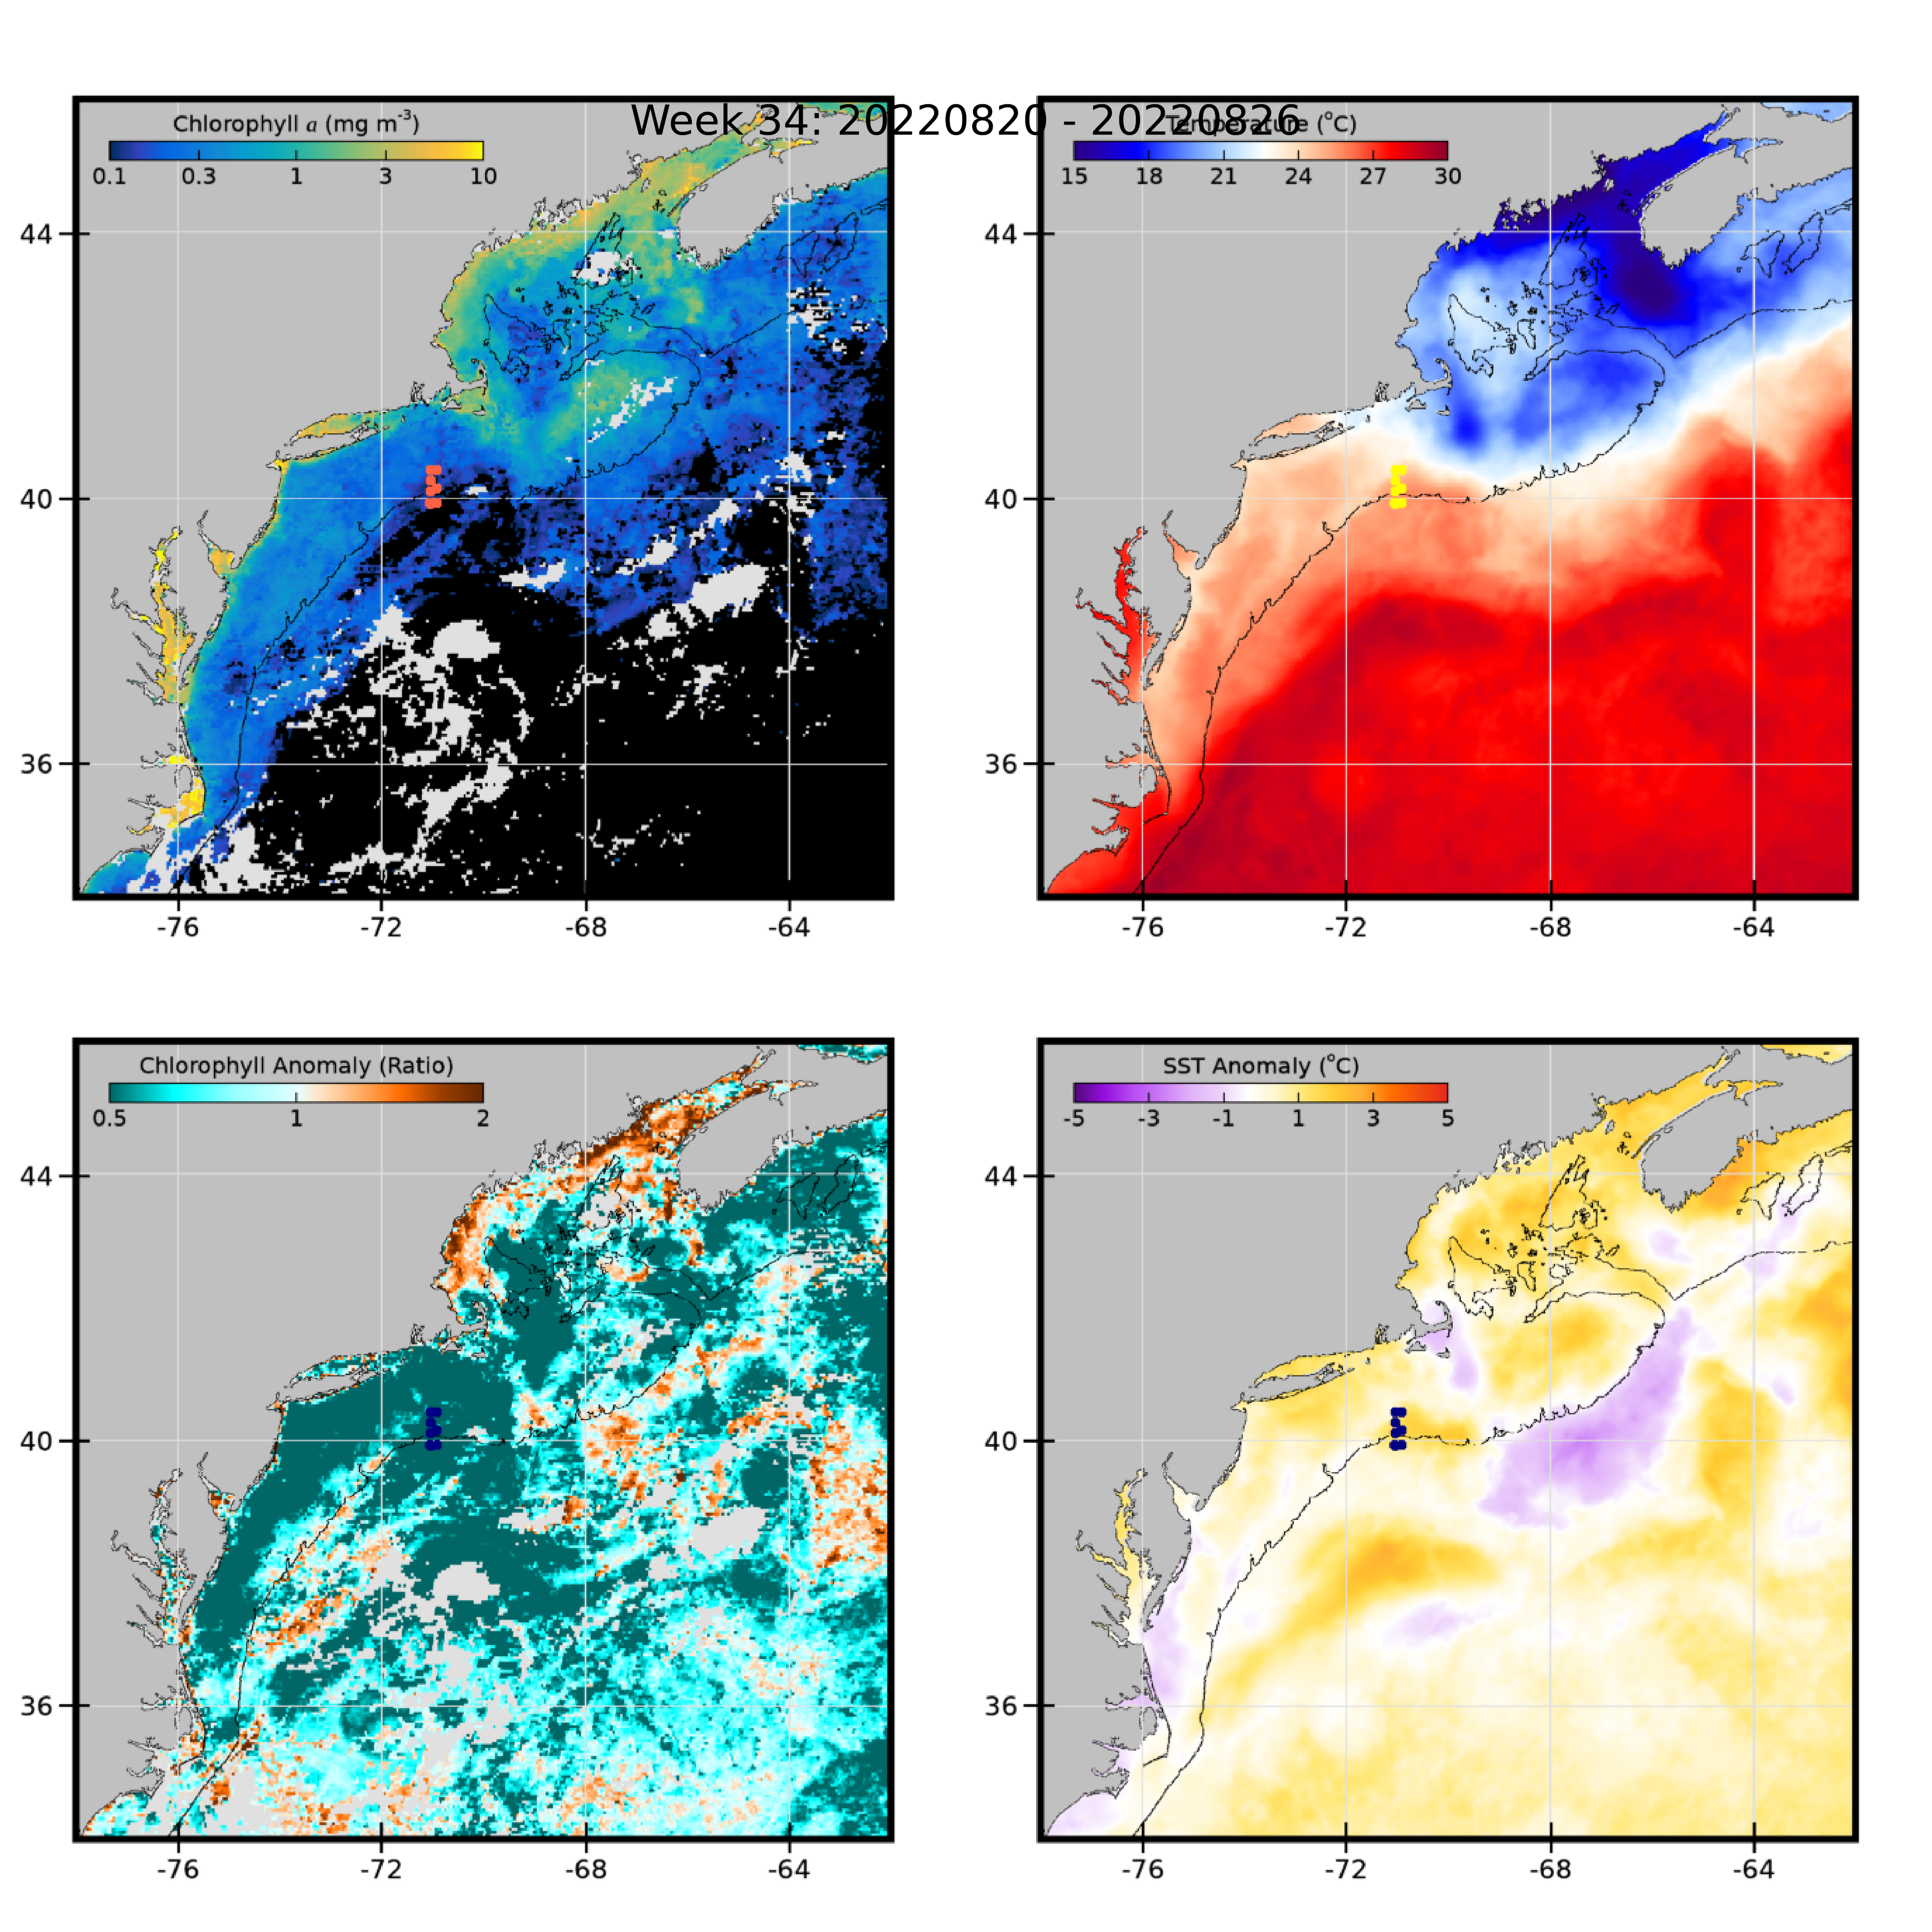 Week 34: 20220820 - 20220826
Chlorophyll a (mg m-3)
0.1 0.3 1 3 10
44
40
36
-76 -72 -68 -64
Temperature (oC)
15 18 21 24 27 30
44
40
36
-76 -72 -68 -64
Chlorophyll Anomaly (Ratio)
0.5 1 2
44
40
36
-76 -72 -68 -64
SST Anomaly (oC)
-5 -3 -1 1 3 5
44
40
36
-76 -72 -68 -64